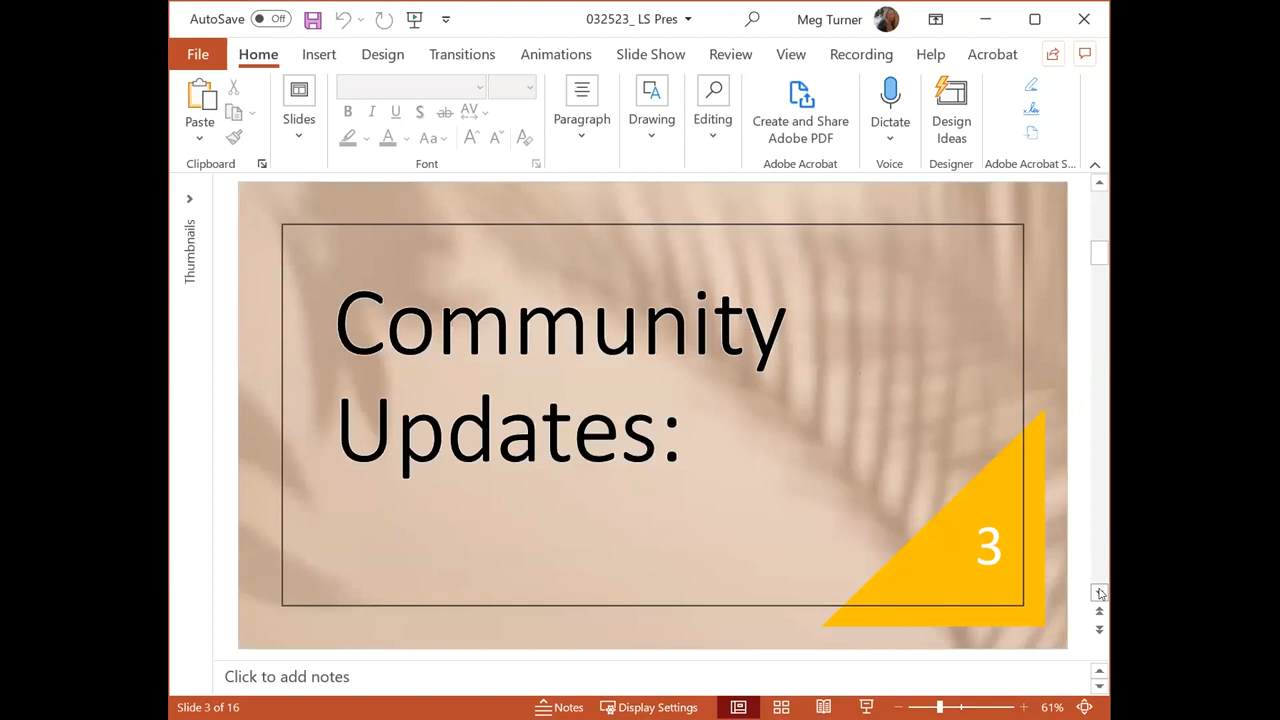 AutoSave Off 032523_ LS Pres Meg Turner
File Home Insert Design Transitions Animations Slide Show Review View Recording Help Acrobat
Paste Slides Paragraph Drawing Editing Create and Share Adobe PDF Dictate Design Ideas
B I U S ab AV
A Aa A A A
Clipboard Font Adobe Acrobat Voice Designer Adobe Acrobat S...
Thumbnails
Community
Updates:
3
Click to add notes
Slide 3 of 16 Notes Display Settings 61%